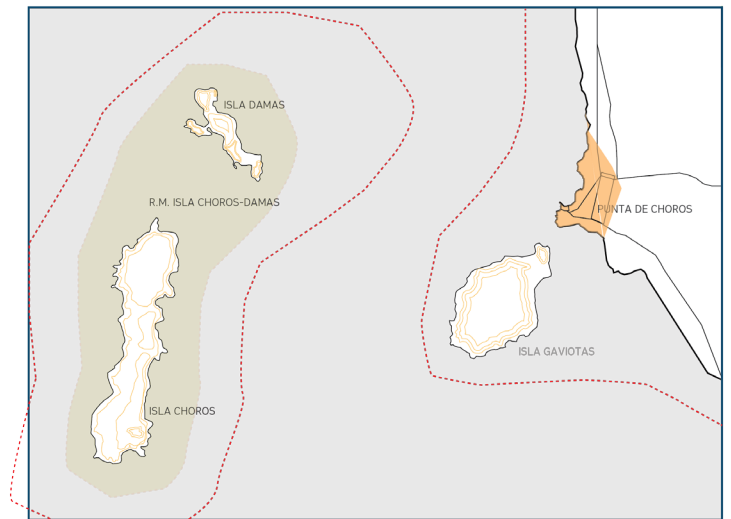 ISLA DAMAS
R.M. ISLA CHOROS-DAMAS
PUNTA DE CHOROS
ISLA GAVIOTAS
ISLA CHOROS